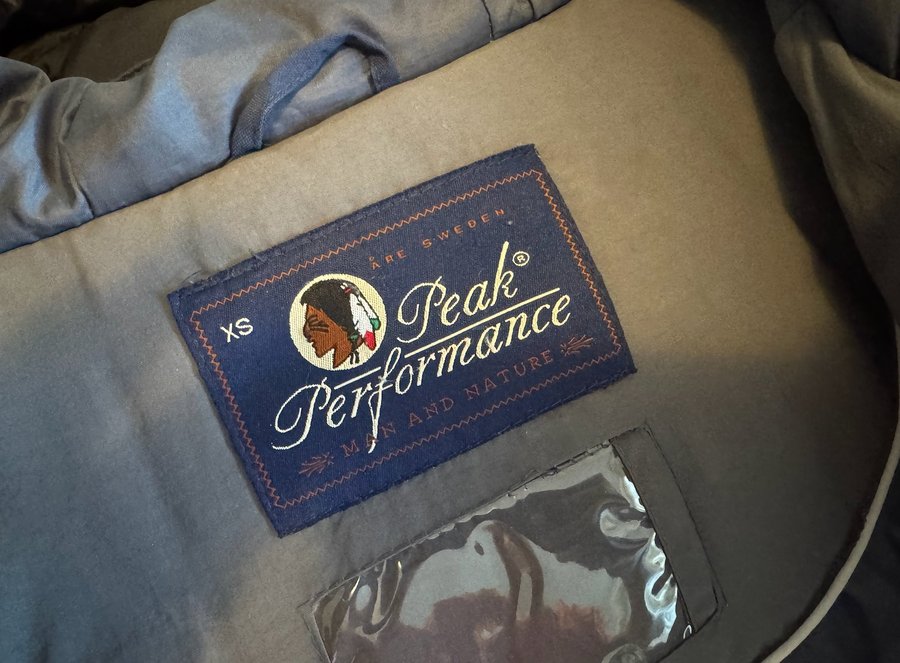 ÅRE SWEDEN
XS
Peak®
Performance
MAN AND NATURE